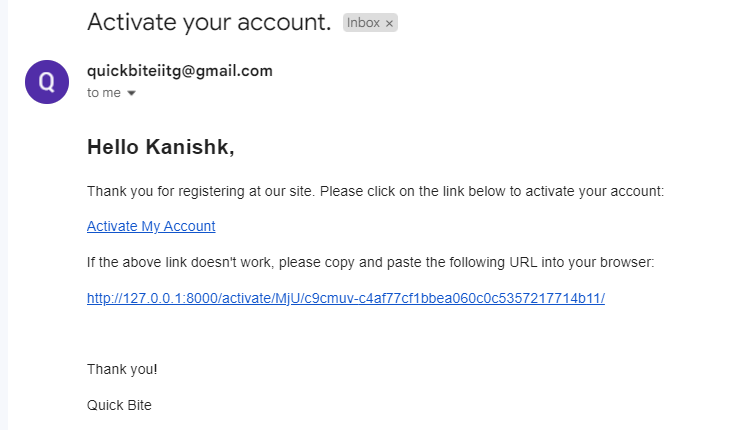 Activate your account. Inbox ×
Q
quickbiteiitg@gmail.com
to me
Hello Kanishk,
Thank you for registering at our site. Please click on the link below to activate your account:
Activate My Account
If the above link doesn't work, please copy and paste the following URL into your browser:
http://127.0.0.1:8000/activate/MjU/c9cmuv-c4af77cf1bbea060c0c5357217714b11/
Thank you!
Quick Bite